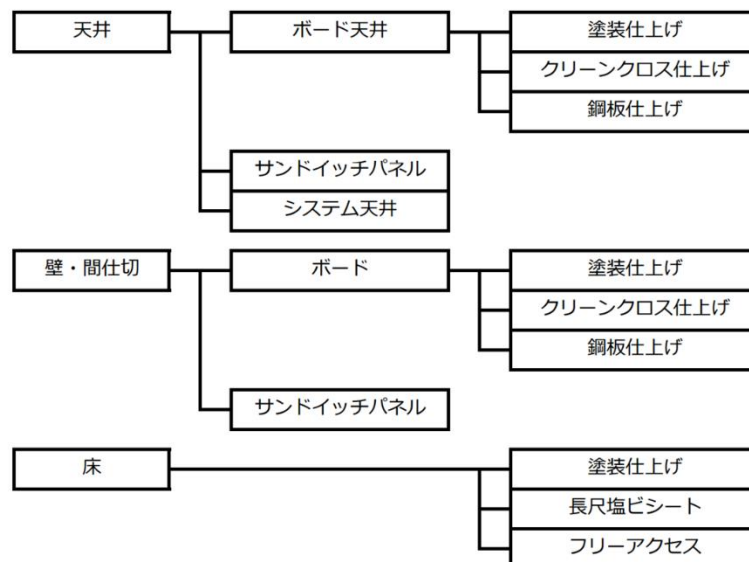 天井
ボード天井
塗装仕上げ
クリーンクロス仕上げ
鋼板仕上げ
サンドイッチパネル
システム天井
壁・間仕切
ボード
塗装仕上げ
クリーンクロス仕上げ
鋼板仕上げ
サンドイッチパネル
床
塗装仕上げ
長尺塩ビシート
フリーアクセス